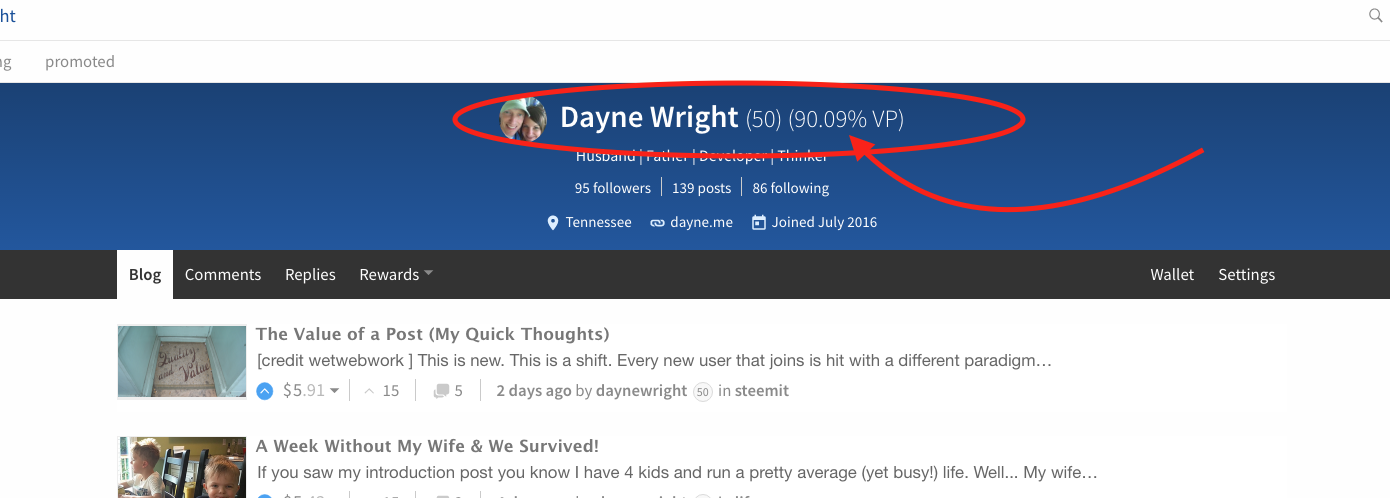 ht
ng promoted
Dayne Wright (50) (90.09% VP)
Husband | Father | Developer | Thinker
95 followers 139 posts 86 following
Tennessee dayne.me Joined July 2016
Blog Comments Replies Rewards Wallet Settings
The Value of a Post (My Quick Thoughts)
[credit wetwebwork ] This is new. This is a shift. Every new user that joins is hit with a different paradigm…
Quality and Value
$5.91 15 5 2 days ago by daynewright 50 in steemit
A Week Without My Wife & We Survived!
If you saw my introduction post you know I have 4 kids and run a pretty average (yet busy!) life. Well... My wife…